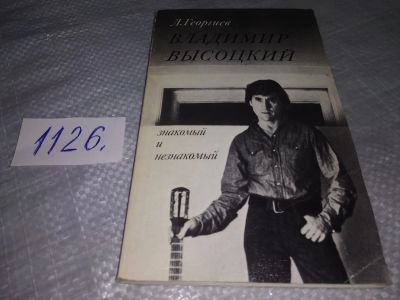 Л.Георгиев
ВЛАДИМИР
ВЫСОЦКИЙ
знакомый
и
незнакомый
1126.